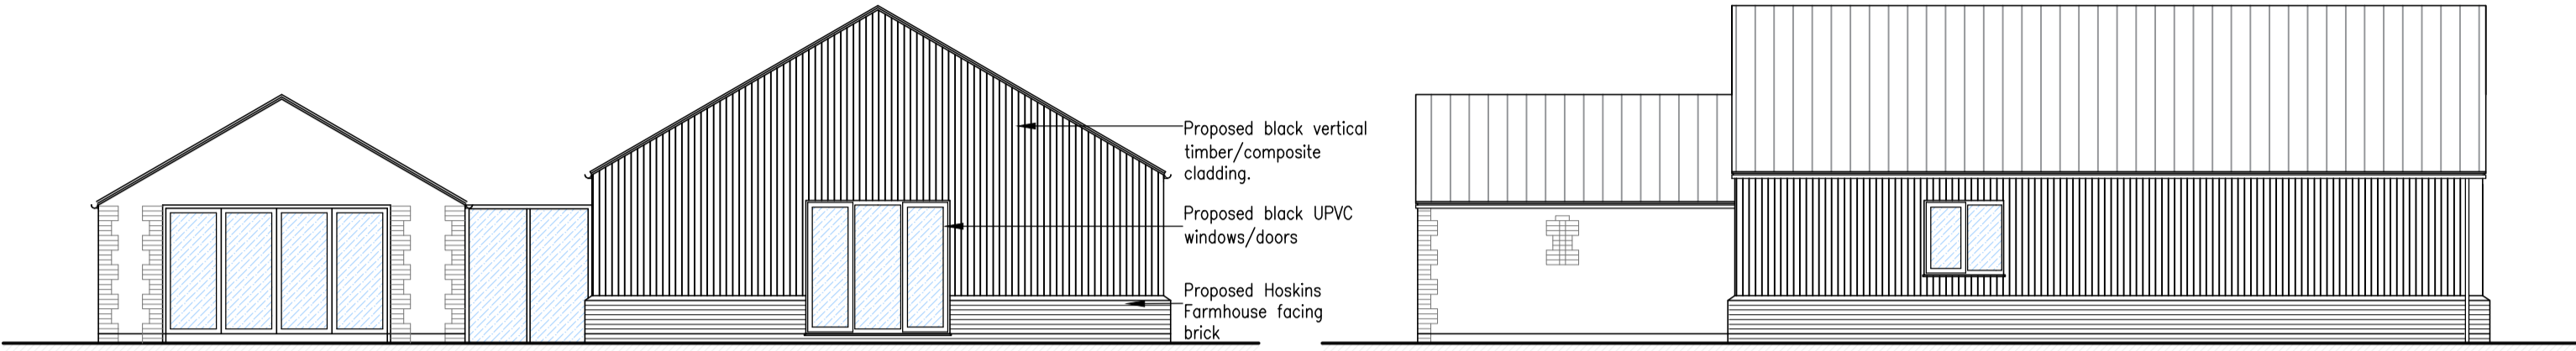 Proposed black vertical
timber/composite
cladding.
Proposed black UPVC
windows/doors
Proposed Hoskins
Farmhouse facing
brick